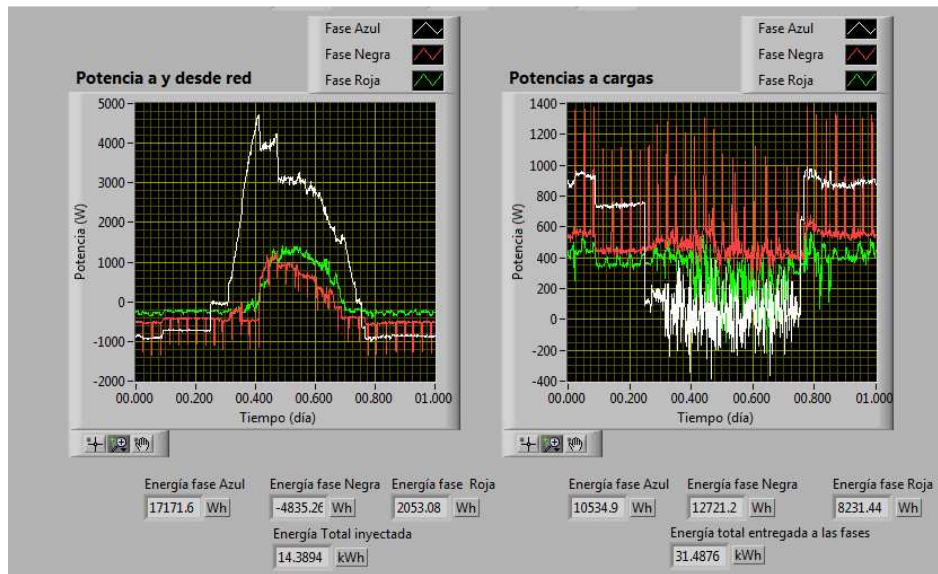 Fase Azul
Fase Negra
Fase Roja
Potencia a y desde red
5000
4000
3000
2000
1000
0
-1000
-2000
Potencia (W)
00.000 00.200 00.400 00.600 00.800 01.000
Tiempo (día)
Energía fase Azul Energía fase Negra Energía fase Roja
17171.6 Wh -4835.26 Wh 2053.08 Wh
Energía Total inyectada
14.3894 kWh
Fase Azul
Fase Negra
Fase Roja
Potencias a cargas
1400
1200
1000
800
600
400
200
0
-200
-400
Potencia (W)
00.000 00.200 00.400 00.600 00.800 01.000
Tiempo (día)
Energía fase Azul Energía fase Negra Energía fase Roja
10534.9 Wh 12721.2 Wh 8231.44 Wh
Energía total entregada a las fases
31.4876 kWh